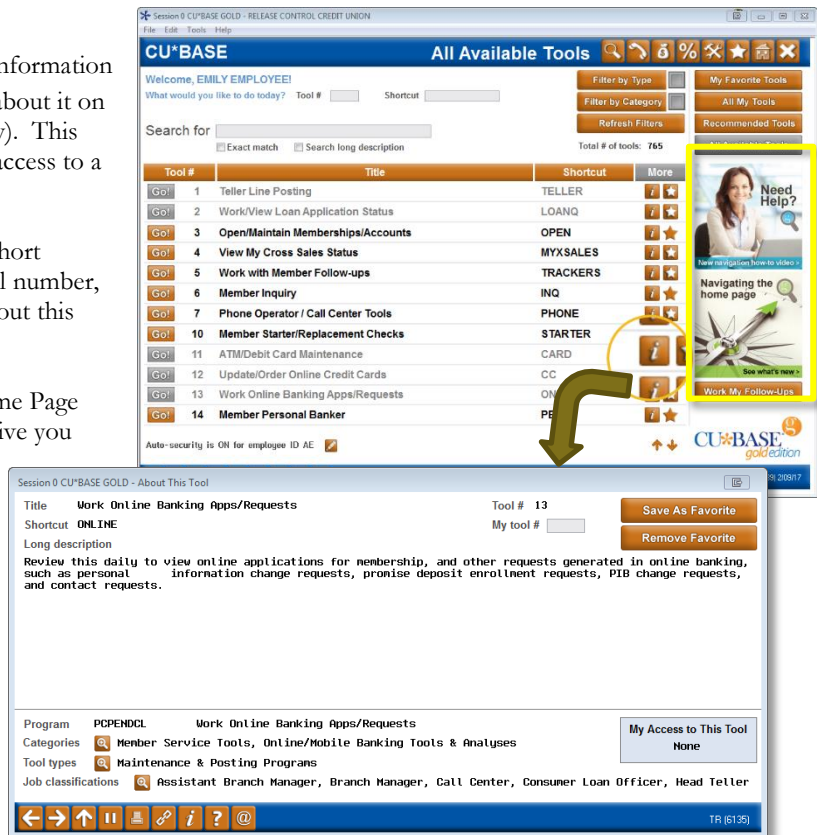 nformation
about it on
y). This
access to a
hort
l number,
out this
me Page
ive you
Session 0 CU*BASE GOLD - RELEASE CONTROL CREDIT UNION
File Edit Tools Help
CU*BASE All Available Tools
Welcome, EMILY EMPLOYEE!
What would you like to do today? Tool # Shortcut
Search for
Exact match Search long description
Filter by Type
Filter by Category
Refresh Filters
Total # of tools: 765
My Favorite Tools
All My Tools
Recommended Tools
Tool # Title Shortcut More
Go! 1 Teller Line Posting TELLER
Go! 2 Work/View Loan Application Status LOANQ
Go! 3 Open/Maintain Memberships/Accounts OPEN
Go! 4 View My Cross Sales Status MYXSALES
Go! 5 Work with Member Follow-ups TRACKERS
Go! 6 Member Inquiry INQ
Go! 7 Phone Operator / Call Center Tools PHONE
Go! 10 Member Starter/Replacement Checks STARTER
Go! 11 ATM/Debit Card Maintenance CARD
Go! 12 Update/Order Online Credit Cards CC
Go! 13 Work Online Banking Apps/Requests ON
Go! 14 Member Personal Banker PE
Need
Help?
New navigation how-to video >
Navigating the
home page
See what's new >
Work My Follow-Ups
Auto-security is ON for employee ID AE
CU*BASE g
gold edition
2/09/17
Session 0 CU*BASE GOLD - About This Tool
Title Work Online Banking Apps/Requests Tool # 13
Shortcut ONLINE My tool #
Long description
Save As Favorite
Remove Favorite
Review this daily to view online applications for membership, and other requests generated in online banking,
such as personal information change requests, promise deposit enrollment requests, PIB change requests,
and contact requests.
Program PCPENDCL Work Online Banking Apps/Requests
Categories Member Service Tools, Online/Mobile Banking Tools & Analyses
Tool types Maintenance & Posting Programs
Job classifications Assistant Branch Manager, Branch Manager, Call Center, Consumer Loan Officer, Head Teller
My Access to This Tool
None
TR (6135)